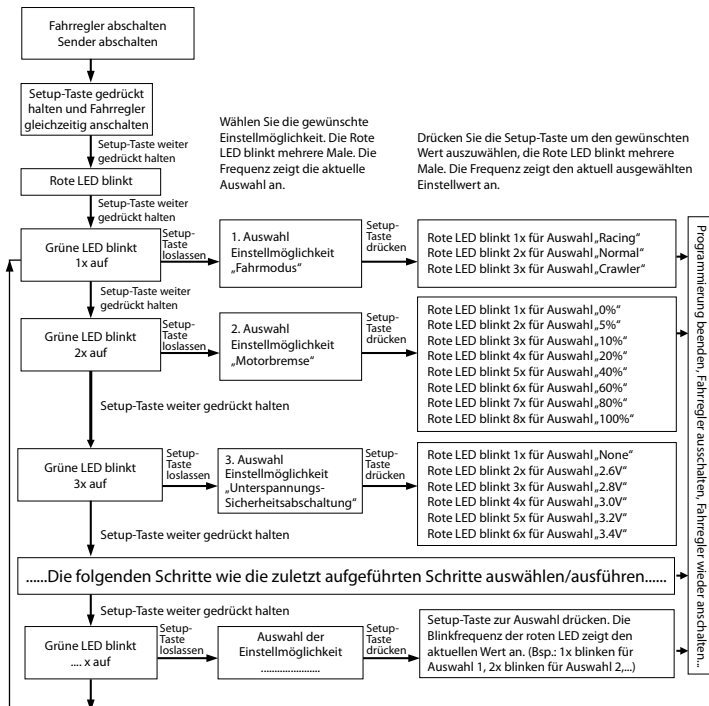 Fahrregler abschalten
Sender abschalten
Setup-Taste gedrückt
halten und Fahrregler
gleichzeitig anschalten
Setup-Taste weiter
gedrückt halten
Rote LED blinkt
Setup-Taste weiter
gedrückt halten
Wählen Sie die gewünschte
Einstellmöglichkeit. Die Rote
LED blinkt mehrere Male. Die
Frequenz zeigt die aktuelle
Auswahl an.
Drücken Sie die Setup-Taste um den gewünschten
Wert auszuwählen, die Rote LED blinkt mehrere
Male. Die Frequenz zeigt den aktuell ausgewählten
Einstellwert an.
Grüne LED blinkt
1x auf
Setup-
Taste
loslassen
1. Auswahl
Einstellmöglichkeit
„Fahrmodus“
Setup-
Taste
drücken
Rote LED blinkt 1x für Auswahl „Racing“
Rote LED blinkt 2x für Auswahl „Normal“
Rote LED blinkt 3x für Auswahl „Crawler“
Setup-Taste weiter
gedrückt halten
Grüne LED blinkt
2x auf
Setup-
Taste
loslassen
2. Auswahl
Einstellmöglichkeit
„Motorbremse“
Setup-
Taste
drücken
Rote LED blinkt 1x für Auswahl „0%“
Rote LED blinkt 2x für Auswahl „5%“
Rote LED blinkt 3x für Auswahl „10%“
Rote LED blinkt 4x für Auswahl „20%“
Rote LED blinkt 5x für Auswahl „40%“
Rote LED blinkt 6x für Auswahl „60%“
Rote LED blinkt 7x für Auswahl „80%“
Rote LED blinkt 8x für Auswahl „100%“
Setup-Taste weiter gedrückt halten
Grüne LED blinkt
3x auf
Setup-
Taste
loslassen
3. Auswahl
Einstellmöglichkeit
„Unterspannungs-
Sicherheitsabschaltung“
Setup-
Taste
drücken
Rote LED blinkt 1x für Auswahl „None“
Rote LED blinkt 2x für Auswahl „2.6V“
Rote LED blinkt 3x für Auswahl „2.8V“
Rote LED blinkt 4x für Auswahl „3.0V“
Rote LED blinkt 5x für Auswahl „3.2V“
Rote LED blinkt 6x für Auswahl „3.4V“
Setup-Taste weiter gedrückt halten
......Die folgenden Schritte wie die zuletzt aufgeführten Schritte auswählen/ausführen......
Setup-Taste weiter gedrückt halten
Grüne LED blinkt
.... x auf
Setup-
Taste
loslassen
Auswahl der
Einstellmöglichkeit
......................
Setup-
Taste
drücken
Setup-Taste zur Auswahl drücken. Die
Blinkfrequenz der roten LED zeigt den
aktuellen Wert an. (Bsp.: 1x blinken für
Auswahl 1, 2x blinken für Auswahl 2,...)
Programmierung beenden, Fahrregler ausschalten, Fahrregler wieder anschalten...